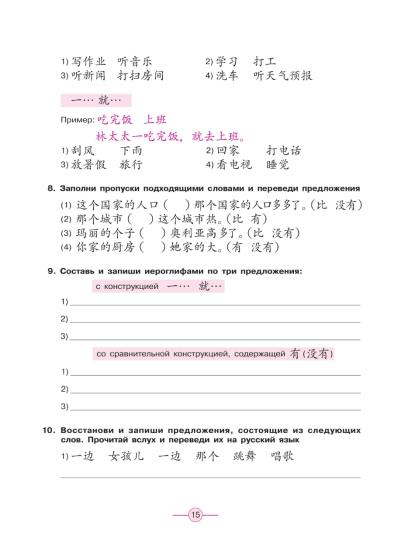 1) 写作业 听音乐 2) 学习 打工
3) 听新闻 打扫房间 4) 洗车 听天气预报
一… 就…
Пример: 吃完饭 上班
林太太一吃完饭，就去上班。
1) 刮风 下雨 2) 回家 打电话
3) 放暑假 旅行 4) 看电视 睡觉
8. Заполни пропуски подходящими словами и переведи предложения
(1) 这个国家的人口 ( ) 那个国家的人口多多了。(比 没有)
(2) 那个城市 ( ) 这个城市热。(比 有)
(3) 玛丽的个子 ( ) 奥利亚高多了。(比 没有)
(4) 你家的厨房 ( ) 她家的大。(有 没有)
9. Составь и запиши иероглифами по три предложения:
с конструкцией 一… 就…
1)
2)
3)
со сравнительной конструкцией, содержащей 有(没有)
1)
2)
3)
10. Восстанови и запиши предложения, состоящие из следующих
слов. Прочитай вслух и переведи их на русский язык
1) 一边 女孩儿 一边 那个 跳舞 唱歌
15